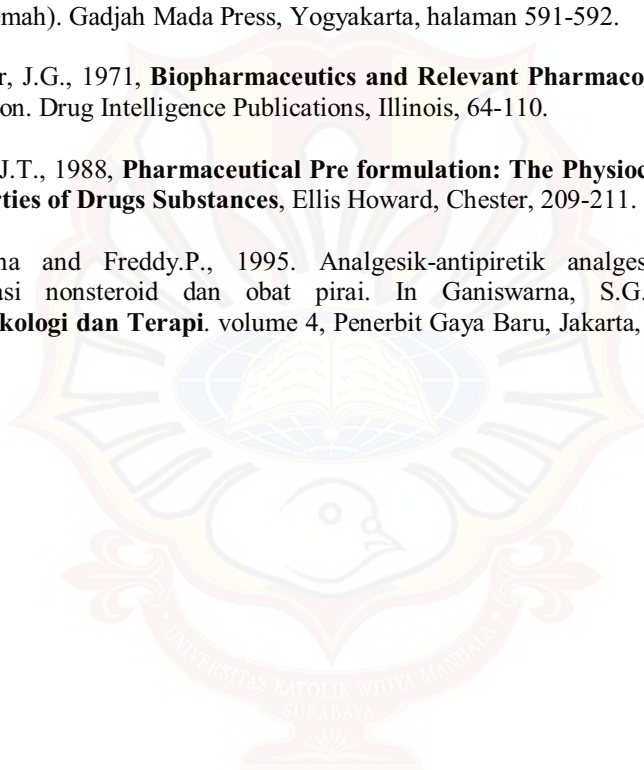 emah). Gadjah Mada Press, Yogyakarta, halaman 591-592.
r, J.G., 1971, Biopharmaceutics and Relevant Pharmaco
on. Drug Intelligence Publications, Illinois, 64-110.
J.T., 1988, Pharmaceutical Pre formulation: The Physioc
rties of Drugs Substances, Ellis Howard, Chester, 209-211.
na and Freddy.P., 1995. Analgesik-antipiretik analges
asi nonsteroid dan obat pirai. In Ganiswarna, S.G.
kologi dan Terapi. volume 4, Penerbit Gaya Baru, Jakarta,
UNIVERSITAS KATOLIK WIDYA MANDALA
SURABAYA